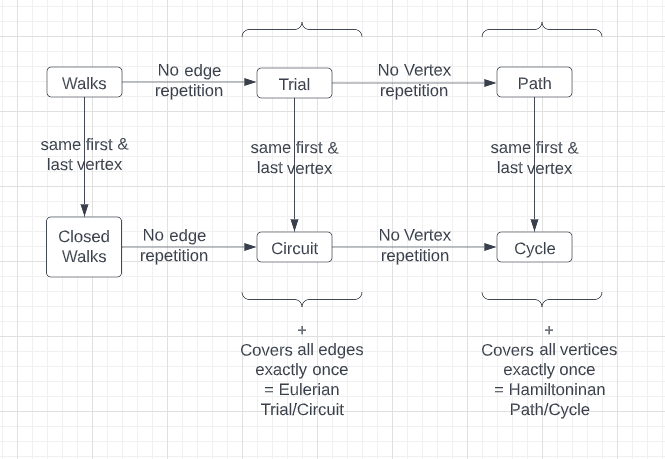 Walks
No edge
repetition
Trial
No Vertex
repetition
Path
same first &
last vertex
same first &
last vertex
same first &
last vertex
Closed
Walks
No edge
repetition
Circuit
No Vertex
repetition
Cycle
+
Covers all edges
exactly once
= Eulerian
Trial/Circuit
+
Covers all vertices
exactly once
= Hamiltoninan
Path/Cycle